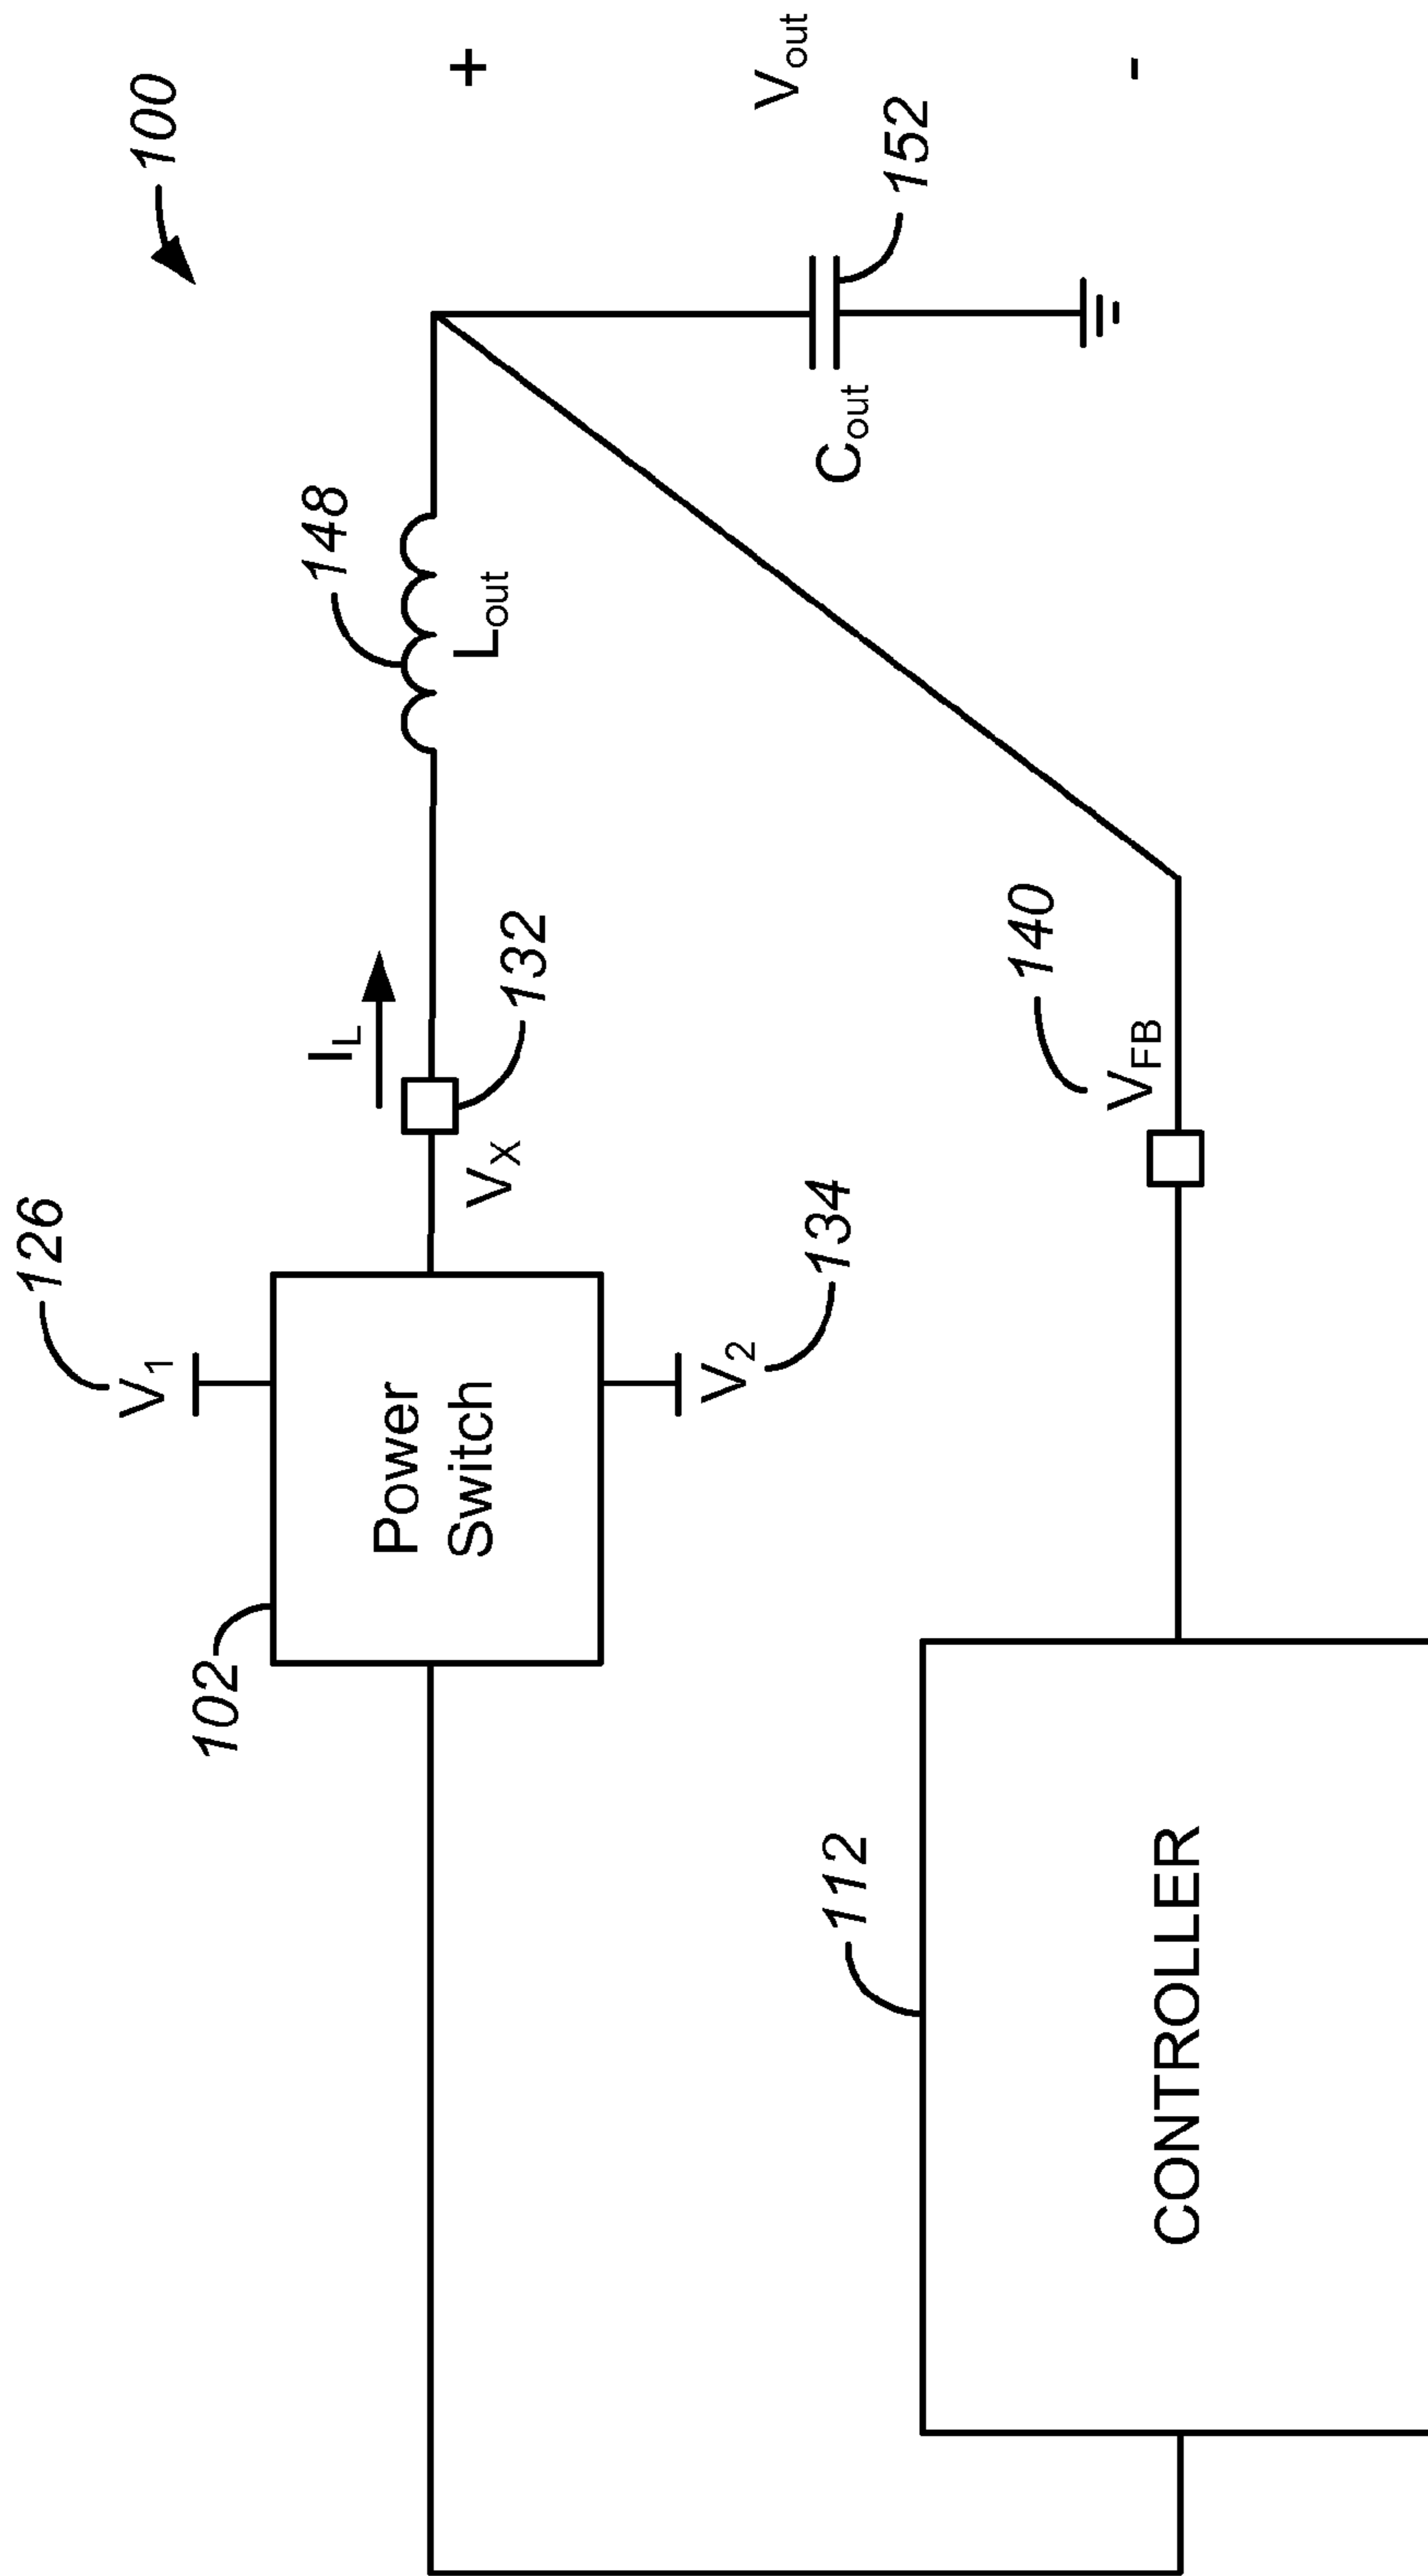 100
126
V1
102
Power
Switch
IL
148
VX
132
Lout
+
V2
134
Vout
152
Cout
112
140
VFB
-
CONTROLLER